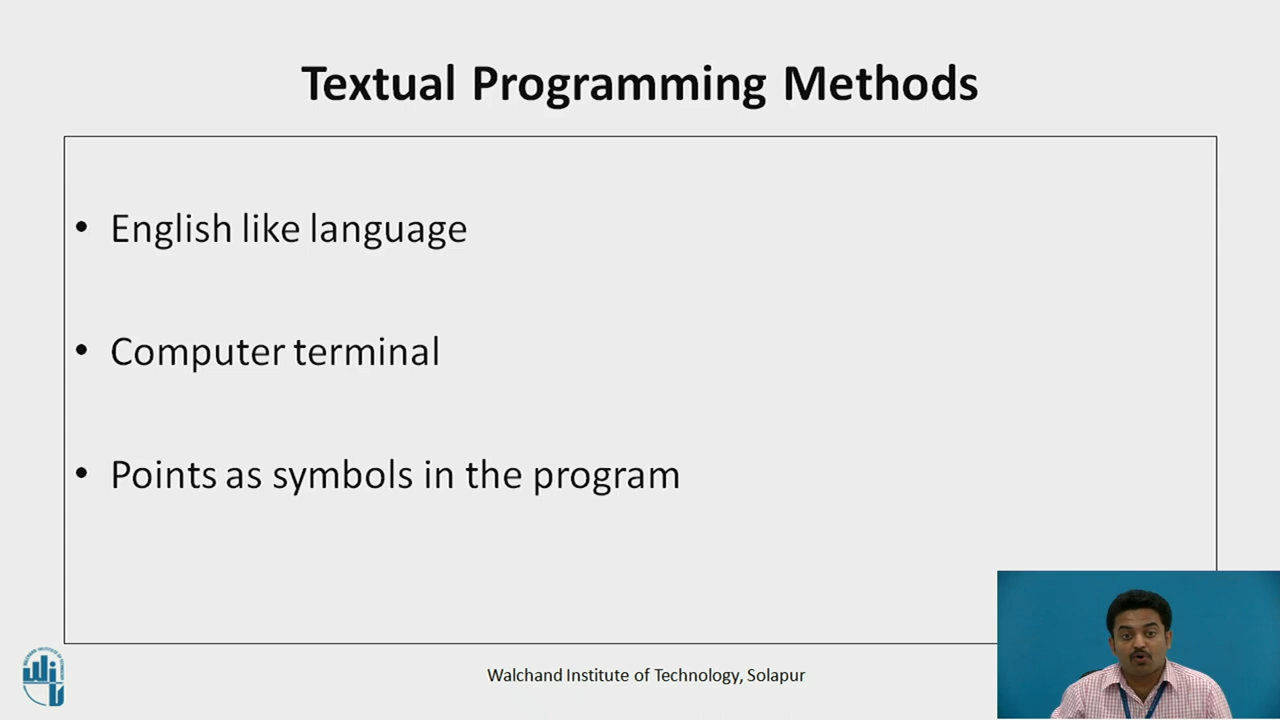 Textual Programming Methods
• English like language
• Computer terminal
• Points as symbols in the program
Walchand Institute of Technology, Solapur